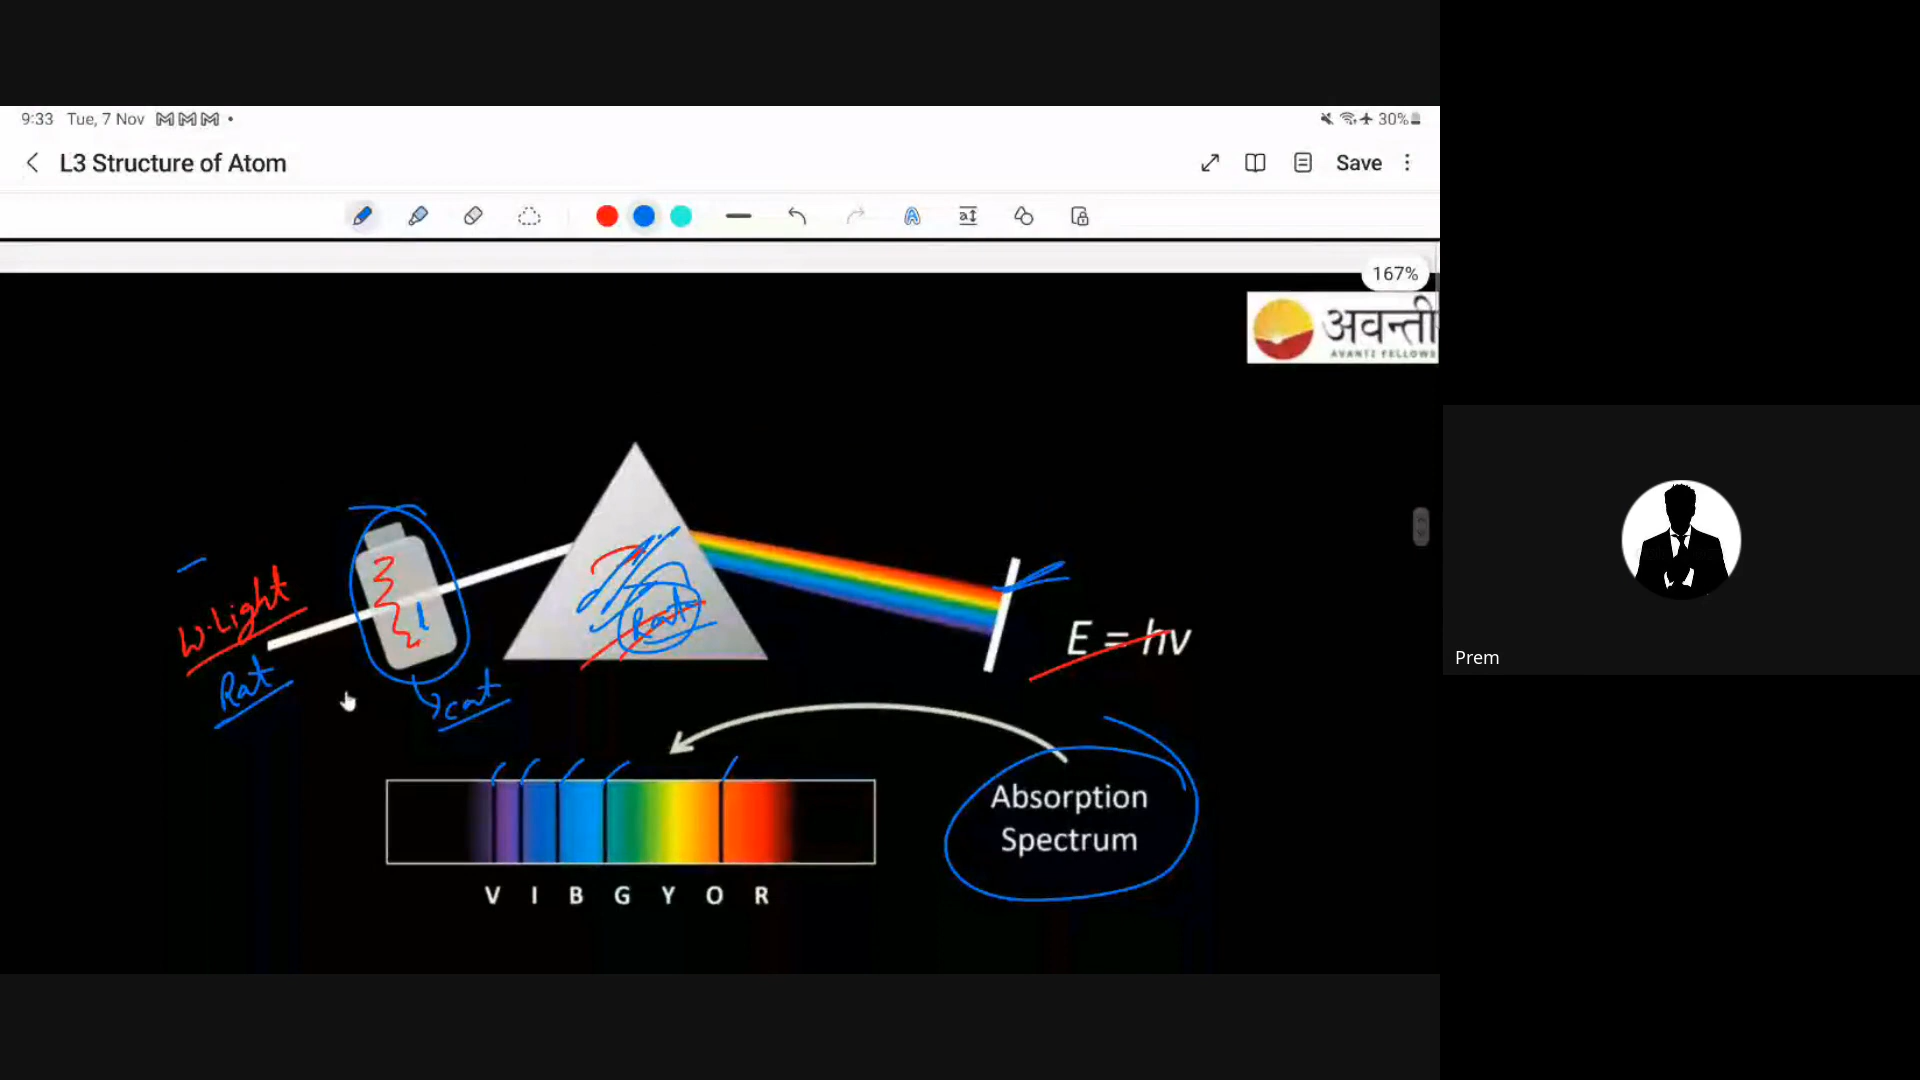 9:33 Tue, 7 Nov
30%
L3 Structure of Atom
Save
167%
अवन्ती
AVANTI FELLOWS
W.Light
Rat
cat
Rat
E = hν
Absorption
Spectrum
V I B G Y O R
Prem